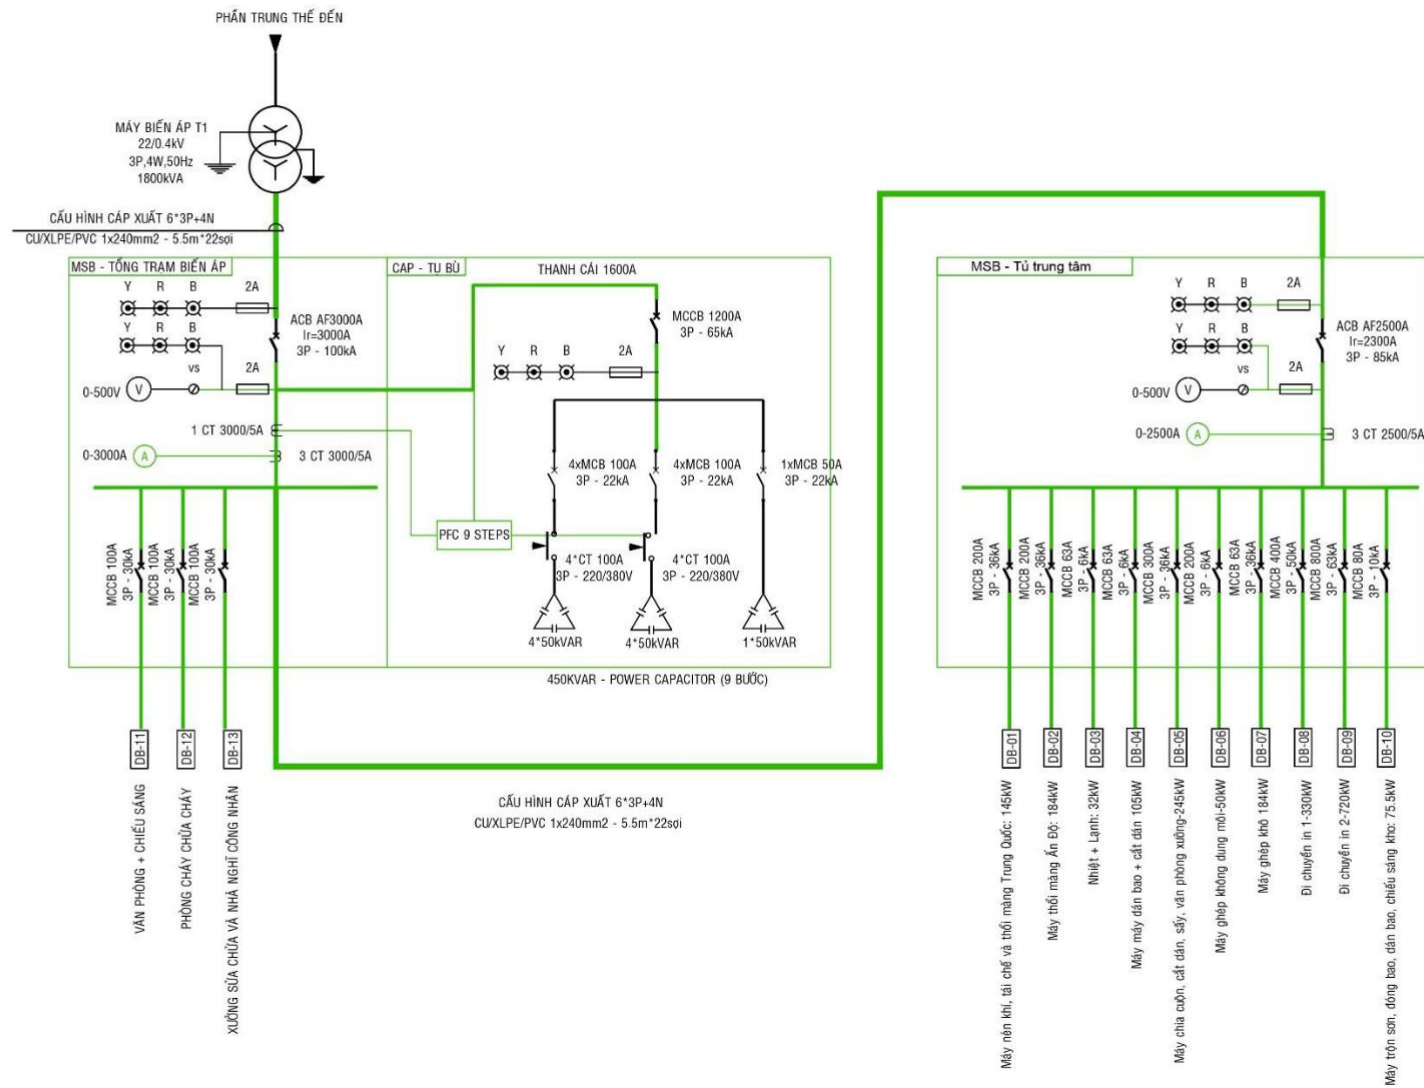 PHẦN TRUNG THẾ ĐẾN
MÁY BIẾN ÁP T1
22/0.4kV
3P,4W,50Hz
1800kVA
CẤU HÌNH CÁP XUẤT 6*3P+4N
CU/XLPE/PVC 1x240mm2 - 5.5m*22sợi
MSB - TỔNG TRẠM BIẾN ÁP
Y R B 2A
Y R B
ACB AF3000A
Ir=3000A
3P - 100kA
vs 2A
0-500V V
1 CT 3000/5A
0-3000A A
3 CT 3000/5A
MCCB 100A
3P - 30kA
MCCB 100A
3P - 30kA
MCCB 100A
3P - 30kA
CAP - TỤ BÙ
THANH CÁI 1600A
MCCB 1200A
3P - 65kA
Y R B 2A
4xMCB 100A
3P - 22kA
4xMCB 100A
3P - 22kA
1xMCB 50A
3P - 22kA
PFC 9 STEPS
4*CT 100A
3P - 220/380V
4*CT 100A
3P - 220/380V
4*50kVAR
4*50kVAR
1*50kVAR
450KVAR - POWER CAPACITOR (9 BƯỚC)
MSB - Tủ trung tâm
Y R B 2A
Y R B
ACB AF2500A
Ir=2300A
3P - 85kA
vs 2A
0-500V V
0-2500A A
3 CT 2500/5A
MCCB 200A
3P - 36kA
MCCB 200A
3P - 36kA
MCCB 63A
3P - 6kA
MCCB 63A
3P - 6kA
MCCB 300A
3P - 36kA
MCCB 200A
3P - 6kA
MCCB 63A
3P - 36kA
MCCB 400A
3P - 50kA
MCCB 800A
3P - 63kA
MCCB 80A
3P - 10kA
DB-11
VĂN PHÒNG + CHIẾU SÁNG
DB-12
PHÒNG CHÁY CHỮA CHÁY
DB-13
XƯỞNG SỬA CHỮA VÀ NHÀ NGHĨ CÔNG NHÂN
CẤU HÌNH CÁP XUẤT 6*3P+4N
CU/XLPE/PVC 1x240mm2 - 5.5m*22sợi
DB-01
Máy nén khí, tái chế và thổi màng Trung Quốc: 145kW
DB-02
Máy thổi màng Ấn Độ: 184kW
DB-03
Nhiệt + Lạnh: 32kW
DB-04
Máy máy dán bao + cắt dán 105kW
DB-05
Máy chia cuộn, cắt dán, sấy, văn phòng xưởng-245kW
DB-06
Máy ghép không dung môi-50kW
DB-07
Máy ghép khô 184kW
DB-08
Đi chuyền in 1-330kW
DB-09
Đi chuyền in 2-720kW
DB-10
Máy trộn sơn, đóng bao, dán bao, chiếu sáng kho: 75.5kW